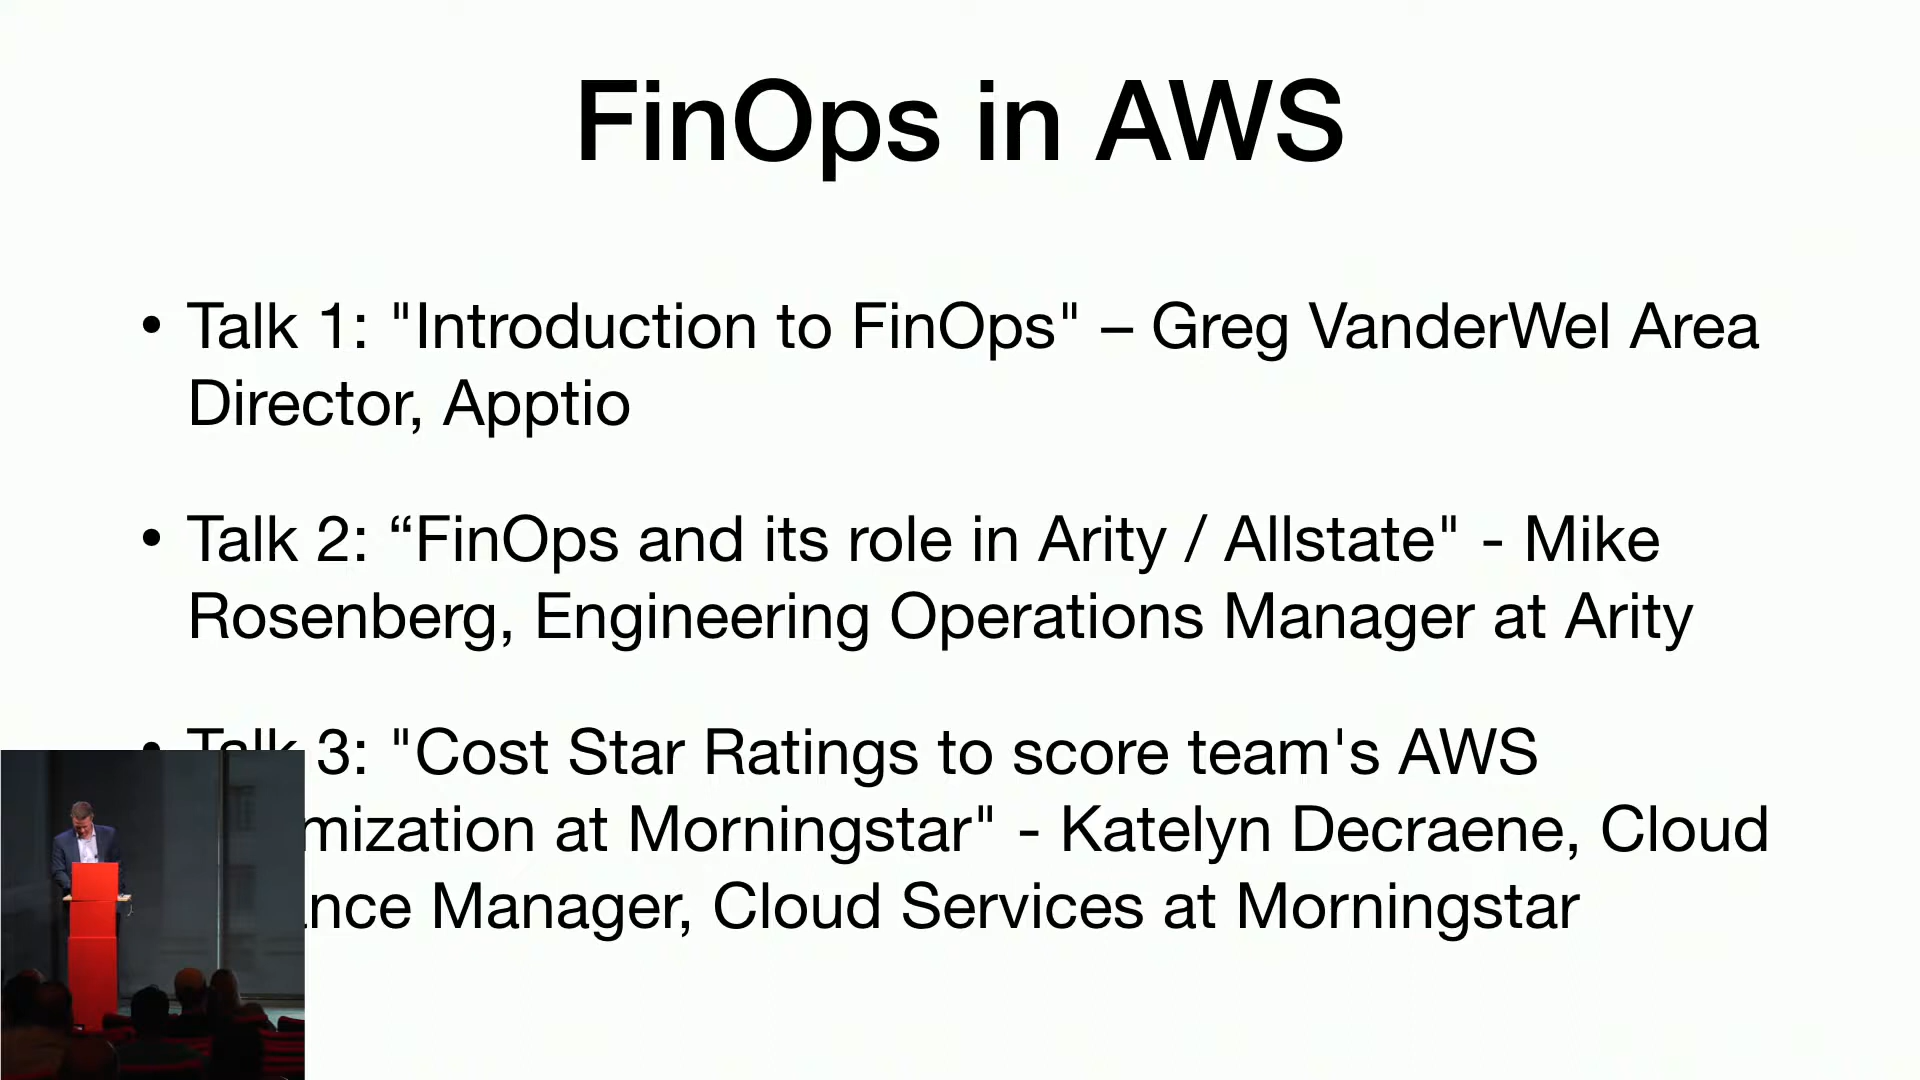 FinOps in AWS
• Talk 1: "Introduction to FinOps" – Greg VanderWel Area
Director, Apptio
• Talk 2: “FinOps and its role in Arity / Allstate" - Mike
Rosenberg, Engineering Operations Manager at Arity
• Talk 3: "Cost Star Ratings to score team's AWS
mization at Morningstar" - Katelyn Decraene, Cloud
nce Manager, Cloud Services at Morningstar